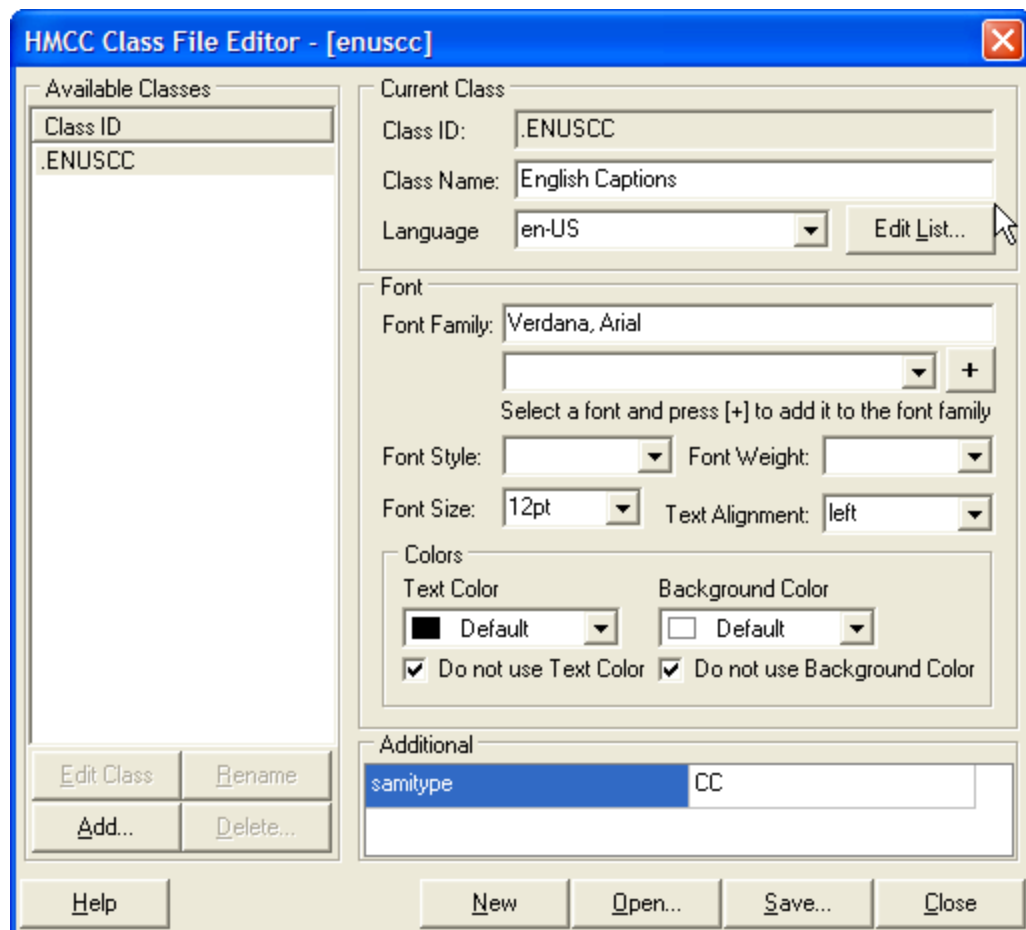 HMCC Class File Editor - [enuscc]
Available Classes
Class ID
.ENUSCC
Edit Class Rename
Add... Delete...
Current Class
Class ID: .ENUSCC
Class Name: English Captions
Language en-US Edit List...
Font
Font Family: Verdana, Arial
+
Select a font and press [+] to add it to the font family
Font Style: Font Weight:
Font Size: 12pt Text Alignment: left
Colors
Text Color Background Color
Default Default
Do not use Text Color Do not use Background Color
Additional
samitype CC
Help New Open... Save... Close